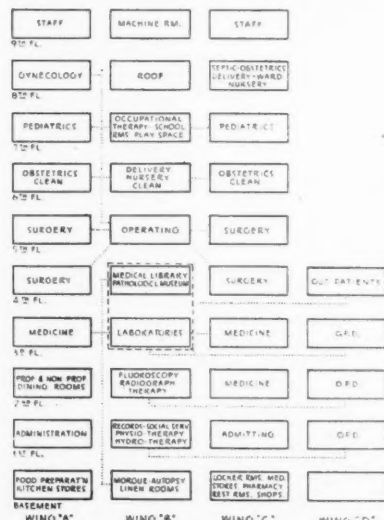 STAFF
MACHINE RM.
STAFF
9TH FL.
GYNECOLOGY
ROOF
SEPTIC-OBSTETRICS
DELIVERY-WARD
NURSERY
8TH FL.
PEDIATRICS
OCCUPATIONAL
THERAPY-SCHOOL
RMS PLAY SPACE
PEDIATRICS
7TH FL.
OBSTETRICS
CLEAN
DELIVERY
NURSERY
CLEAN
OBSTETRICS
CLEAN
6TH FL.
SURGERY
OPERATING
SURGERY
5TH FL.
SURGERY
MEDICAL LIBRARY
PATHOLOGICL MUSEUM
SURGERY
OUT PATIENTS
4TH FL.
MEDICINE
LABORATORIES
MEDICINE
O.P.D.
3D FL.
PROF & NON PROF
DINING ROOMS
FLUOROSCOPY
RADIOGRAPH
THERAPY
MEDICINE
O.P.D.
2ND FL.
ADMINISTRATION
RECORDS-SOCIAL SERV
PHYSIO-THERAPY
HYDRO-THERAPY
ADMITTING
O.P.D.
1ST FL.
FOOD PREPARAT'N
KITCHEN STORES
MORGUE-AUTOPSY
LINEN ROOMS
LOCKER RMS. MED.
STORES PHARMACY
REST RMS. SHOPS.
BASEMENT
WING "A"
WING "B"
WING "C"
WING "D"